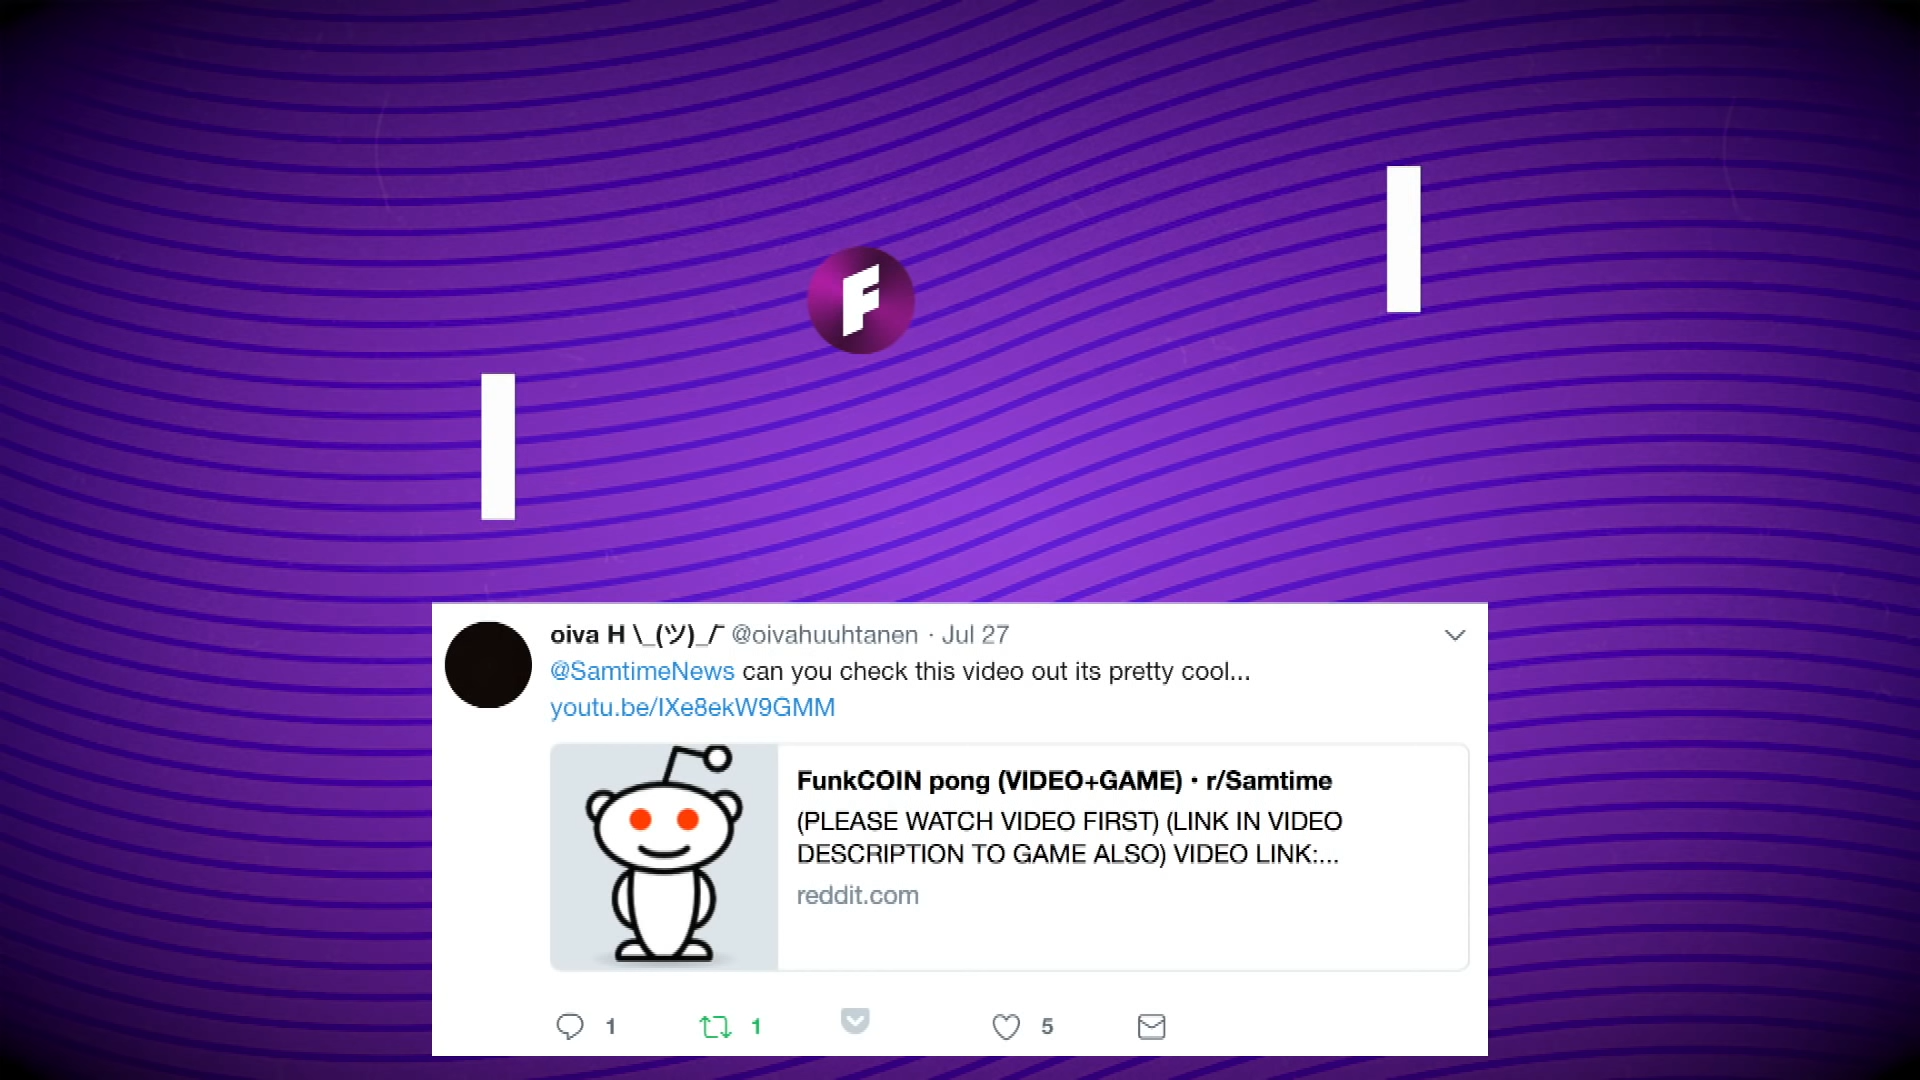 F
oiva H \_(ツ)_/¯ @oivahuuhtanen · Jul 27
@SamtimeNews can you check this video out its pretty cool...
youtu.be/IXe8ekW9GMM
FunkCOIN pong (VIDEO+GAME) • r/Samtime
(PLEASE WATCH VIDEO FIRST) (LINK IN VIDEO
DESCRIPTION TO GAME ALSO) VIDEO LINK:...
reddit.com
1 1 5